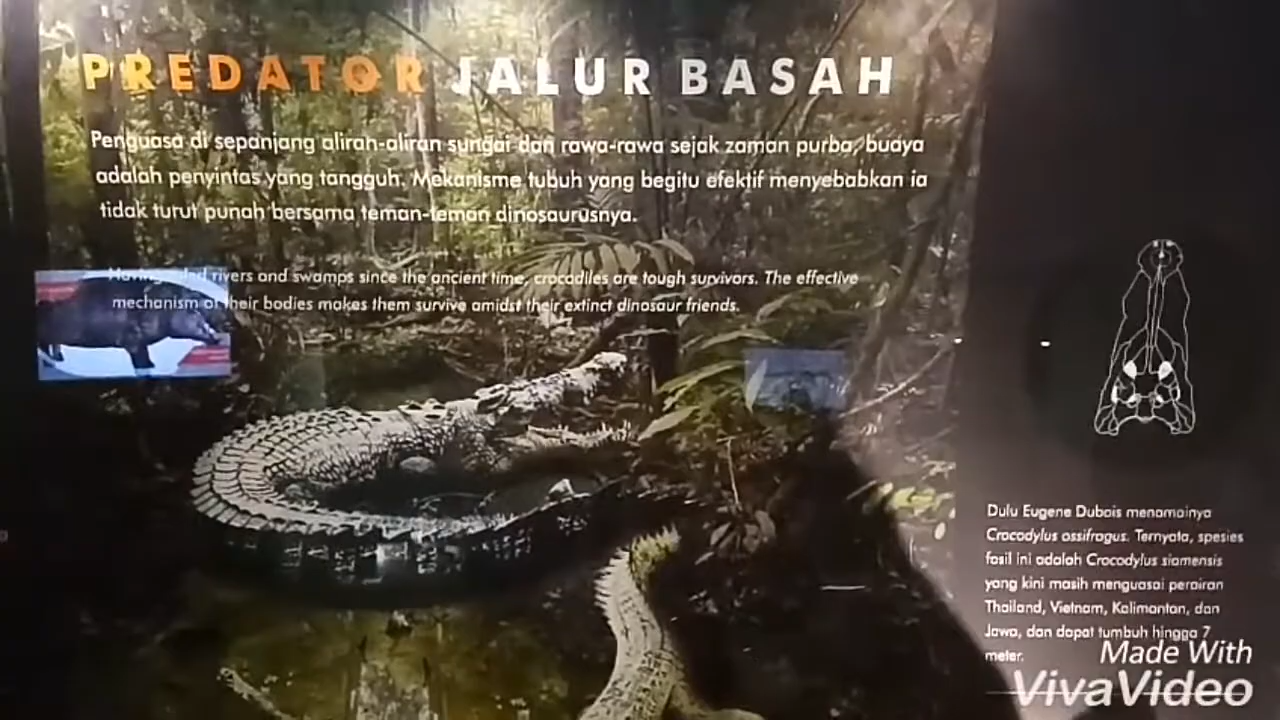 PREDATOR JALUR BASAH
Penguasa di sepanjang alirah-aliran sungai dan rawa-rawa sejak zaman purba, buaya
adalah penyintas yang tangguh. Mekanisme tubuh yang begitu efektif menyebabkan ia
tidak turut punah bersama teman-teman dinosaurusnya.
rivers and swamps since the ancient time, crocodiles are tough survivors. The effective
mechanism of their bodies makes them survive amidst their extinct dinosaur friends.
Dulu Eugene Dubois menamainya
Crocodylus ossifragus. Ternyata, spesies
fosil ini adalah Crocodylus siamensis
yang kini masih menguasai perairan
Thailand, Vietnam, Kalimantan, dan
Jawa, dan dapat tumbuh hingga 7
meter.
Made With
VivaVideo